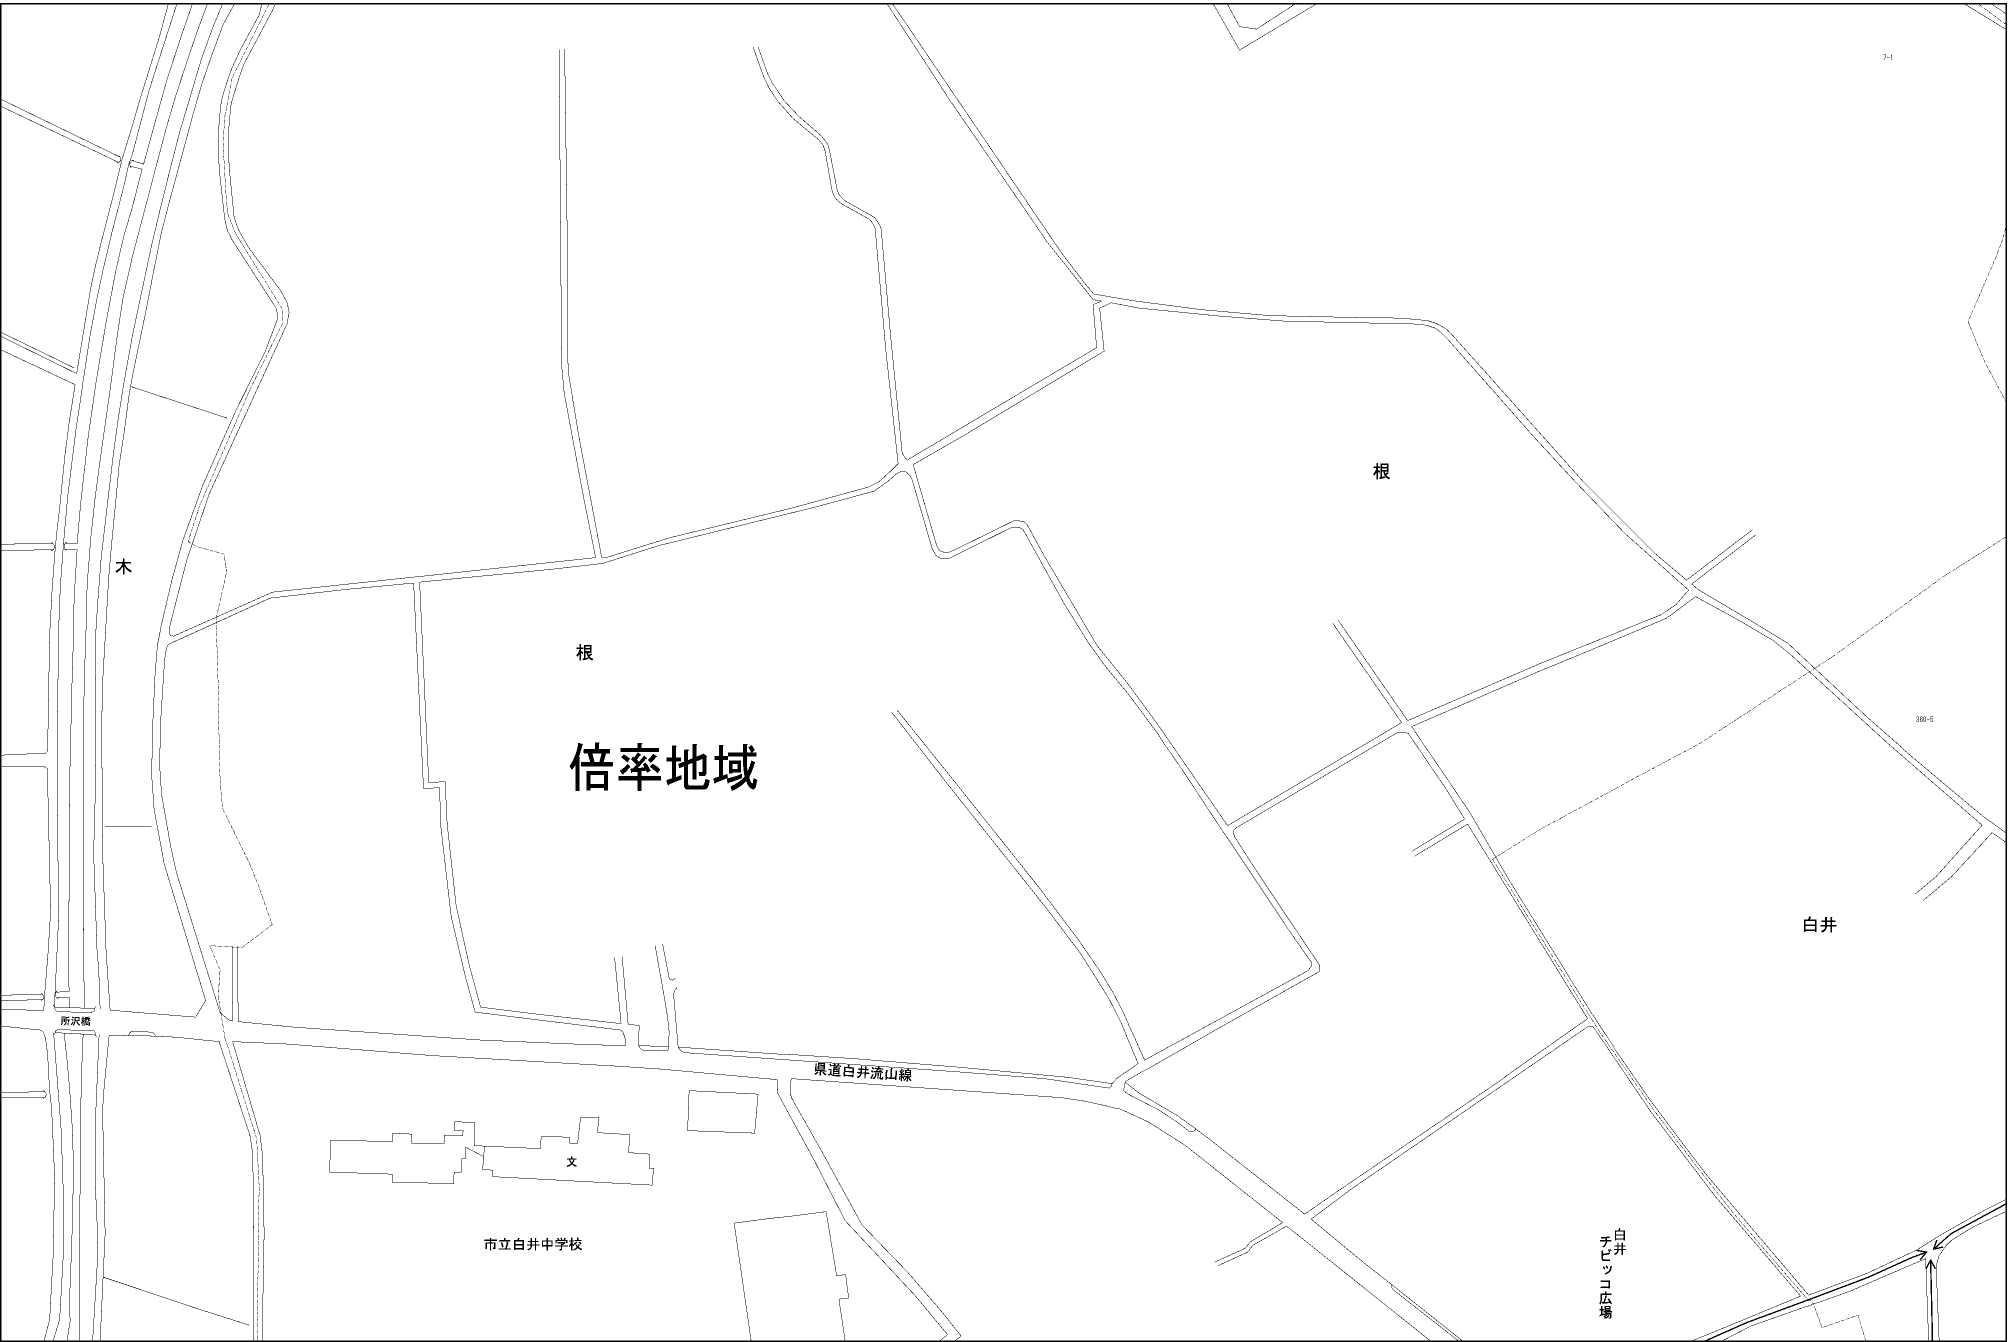 7-1
根
木
根
360-5
倍率地域
白井
所沢橋
県道白井流山線
文
市立白井中学校
白井
チビッコ広場